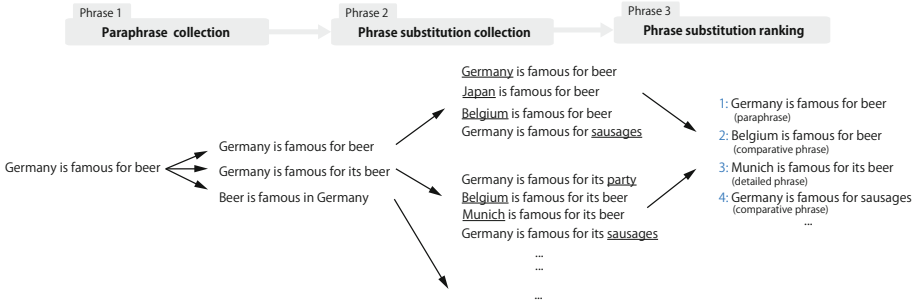 Phrase 1
Paraphrase collection
Phrase 2
Phrase substitution collection
Phrase 3
Phrase substitution ranking
Germany is famous for beer
Germany is famous for beer
Germany is famous for its beer
Beer is famous in Germany
Germany is famous for beer
Japan is famous for beer
Belgium is famous for beer
Germany is famous for sausages
Germany is famous for its party
Belgium is famous for its beer
Munich is famous for its beer
Germany is famous for its sausages
...
...
...
1: Germany is famous for beer
(paraphrase)
2: Belgium is famous for beer
(comparative phrase)
3: Munich is famous for its beer
(detailed phrase)
4: Germany is famous for sausages
(comparative phrase)
...